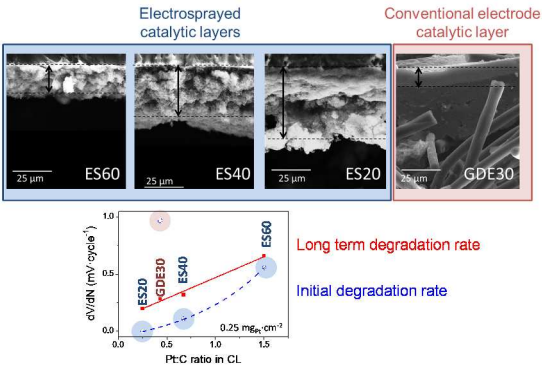 Electrosprayed
catalytic layers
Conventional electrode
catalytic layer
25 µm
ES60
25 µm
ES40
25 µm
ES20
25 µm
GDE30
dV/dN (mV·cycle⁻¹)
1.0
0.5
0.0
ES20
GDE30
ES40
ES60
0.25 mgPt·cm⁻²
0.0 0.5 1.0 1.5
Pt:C ratio in CL
Long term degradation rate
Initial degradation rate